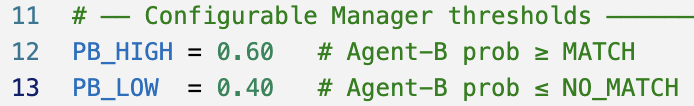 11 # —— Configurable Manager thresholds ——————
12 PB_HIGH = 0.60 # Agent-B prob ≥ MATCH
13 PB_LOW = 0.40 # Agent-B prob ≤ NO_MATCH